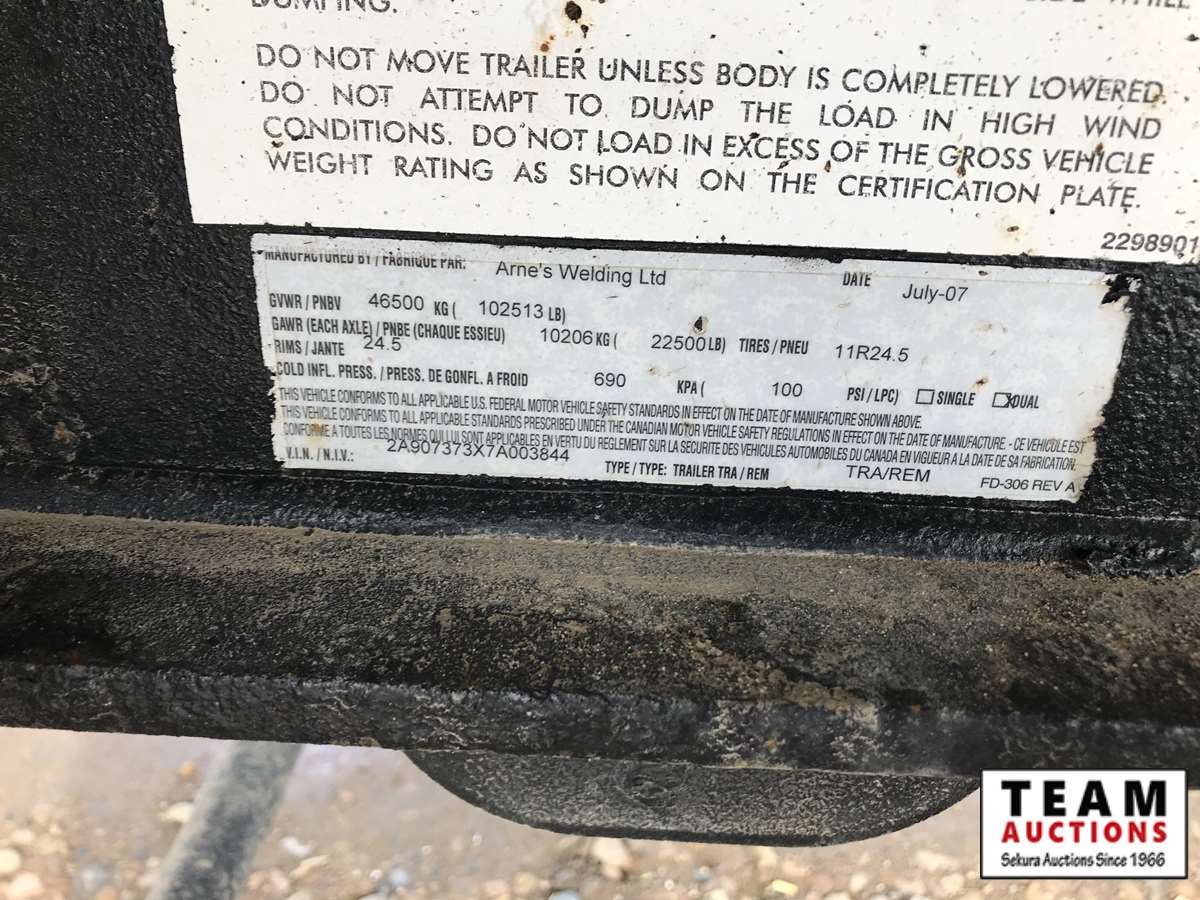 DUMPING.
DO NOT MOVE TRAILER UNLESS BODY IS COMPLETELY LOWERED.
DO NOT ATTEMPT TO DUMP THE LOAD IN HIGH WIND
CONDITIONS. DO NOT LOAD IN EXCESS OF THE GROSS VEHICLE
WEIGHT RATING AS SHOWN ON THE CERTIFICATION PLATE.
2298901
MANUFACTURED BY / FABRIQUE PAR: Arne's Welding Ltd DATE July-07
GVWR / PNBV 46500 KG ( 102513 LB)
GAWR (EACH AXLE) / PNBE (CHAQUE ESSIEU) 10206 KG ( 22500 LB) TIRES / PNEU 11R24.5
RIMS / JANTE 24.5
COLD INFL. PRESS. / PRESS. DE GONFL. A FROID 690 KPA ( 100 PSI / LPC) SINGLE X DUAL
THIS VEHICLE CONFORMS TO ALL APPLICABLE U.S. FEDERAL MOTOR VEHICLE SAFETY STANDARDS IN EFFECT ON THE DATE OF MANUFACTURE SHOWN ABOVE.
THIS VEHICLE CONFORMS TO ALL APPLICABLE STANDARDS PRESCRIBED UNDER THE CANADIAN MOTOR VEHICLE SAFETY REGULATIONS IN EFFECT ON THE DATE OF MANUFACTURE. - CE VEHICULE EST
CONFORME A TOUTES LES NORMES QUI LUI SONT APPLICABLES EN VERTU DU REGLEMENT SUR LA SECURITE DES VEHICULES AUTOMOBILES DU CANADA EN VIGUEUR A LA DATE DE SA FABRICATION.
V.I.N. / N.I.V.: 2A907373X7A003844 TYPE / TYPE: TRAILER TRA / REM TRA/REM FD-306 REV A
TEAM
AUCTIONS
Sekura Auctions Since 1966